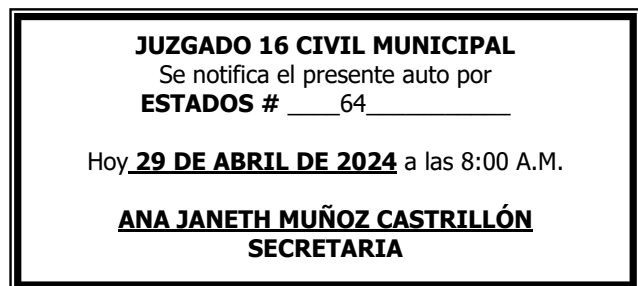 JUZGADO 16 CIVIL MUNICIPAL
Se notifica el presente auto por
ESTADOS # ____64___________
Hoy 29 DE ABRIL DE 2024 a las 8:00 A.M.
ANA JANETH MUÑOZ CASTRILLÓN
SECRETARIA